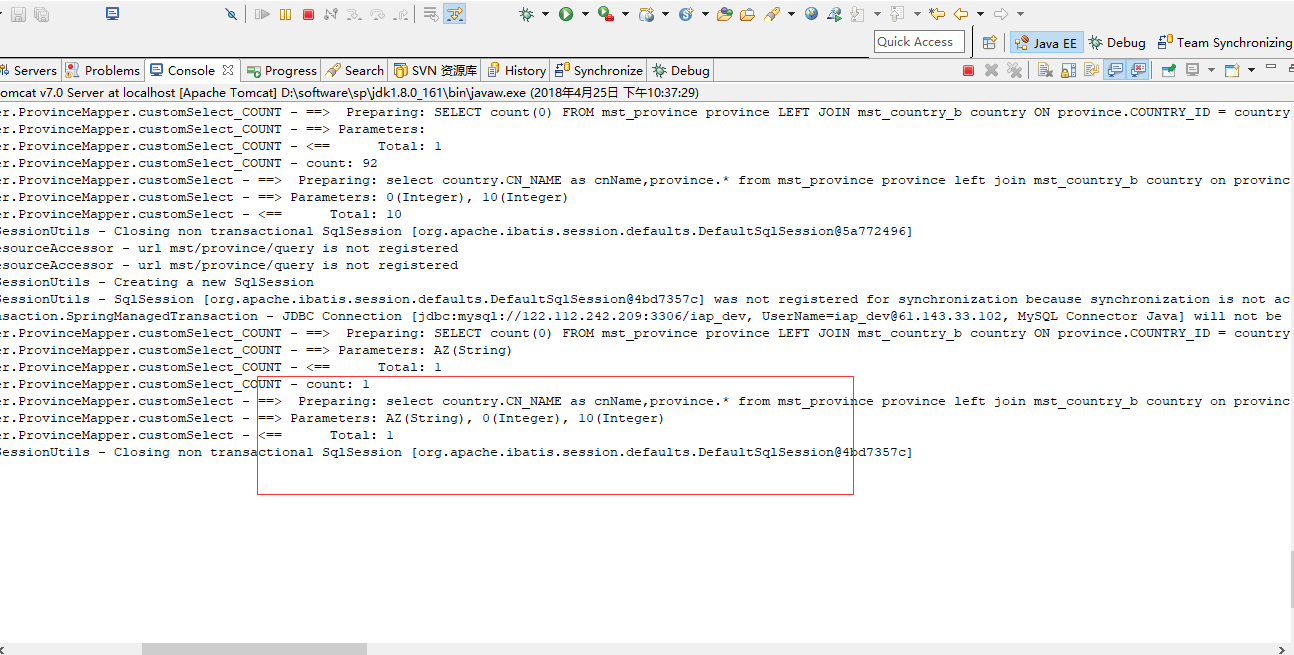 Quick Access
Java EE
Debug
Team Synchronizing
Servers
Problems
Console
Progress
Search
SVN 资源库
History
Synchronize
Debug
omcat v7.0 Server at localhost [Apache Tomcat] D:\software\sp\jdk1.8.0_161\bin\javaw.exe (2018年4月25日 下午10:37:29)
er.ProvinceMapper.customSelect_COUNT - ==>  Preparing: SELECT count(0) FROM mst_province province LEFT JOIN mst_country_b country ON province.COUNTRY_ID = country
er.ProvinceMapper.customSelect_COUNT - ==> Parameters:
er.ProvinceMapper.customSelect_COUNT - <==      Total: 1
er.ProvinceMapper.customSelect_COUNT - count: 92
er.ProvinceMapper.customSelect - ==>  Preparing: select country.CN_NAME as cnName,province.* from mst_province province left join mst_country_b country on provinc
er.ProvinceMapper.customSelect - ==> Parameters: 0(Integer), 10(Integer)
er.ProvinceMapper.customSelect - <==      Total: 10
SessionUtils - Closing non transactional SqlSession [org.apache.ibatis.session.defaults.DefaultSqlSession@5a772496]
esourceAccessor - url mst/province/query is not registered
esourceAccessor - url mst/province/query is not registered
SessionUtils - Creating a new SqlSession
SessionUtils - SqlSession [org.apache.ibatis.session.defaults.DefaultSqlSession@4bd7357c] was not registered for synchronization because synchronization is not ac
nsaction.SpringManagedTransaction - JDBC Connection [jdbc:mysql://122.112.242.209:3306/iap_dev, UserName=iap_dev@61.143.33.102, MySQL Connector Java] will not be
er.ProvinceMapper.customSelect_COUNT - ==>  Preparing: SELECT count(0) FROM mst_province province LEFT JOIN mst_country_b country ON province.COUNTRY_ID = country
er.ProvinceMapper.customSelect_COUNT - ==> Parameters: AZ(String)
er.ProvinceMapper.customSelect_COUNT - <==      Total: 1
er.ProvinceMapper.customSelect_COUNT - count: 1
er.ProvinceMapper.customSelect - ==>  Preparing: select country.CN_NAME as cnName,province.* from mst_province province left join mst_country_b country on provinc
er.ProvinceMapper.customSelect - ==> Parameters: AZ(String), 0(Integer), 10(Integer)
er.ProvinceMapper.customSelect - <==      Total: 1
SessionUtils - Closing non transactional SqlSession [org.apache.ibatis.session.defaults.DefaultSqlSession@4bd7357c]